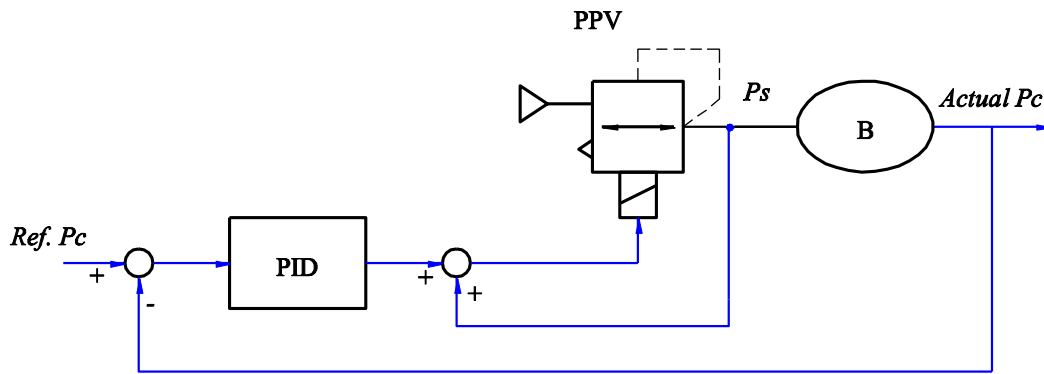 PPV
Ps
Actual Pc
B
Ref. Pc
PID
+
-
+
+